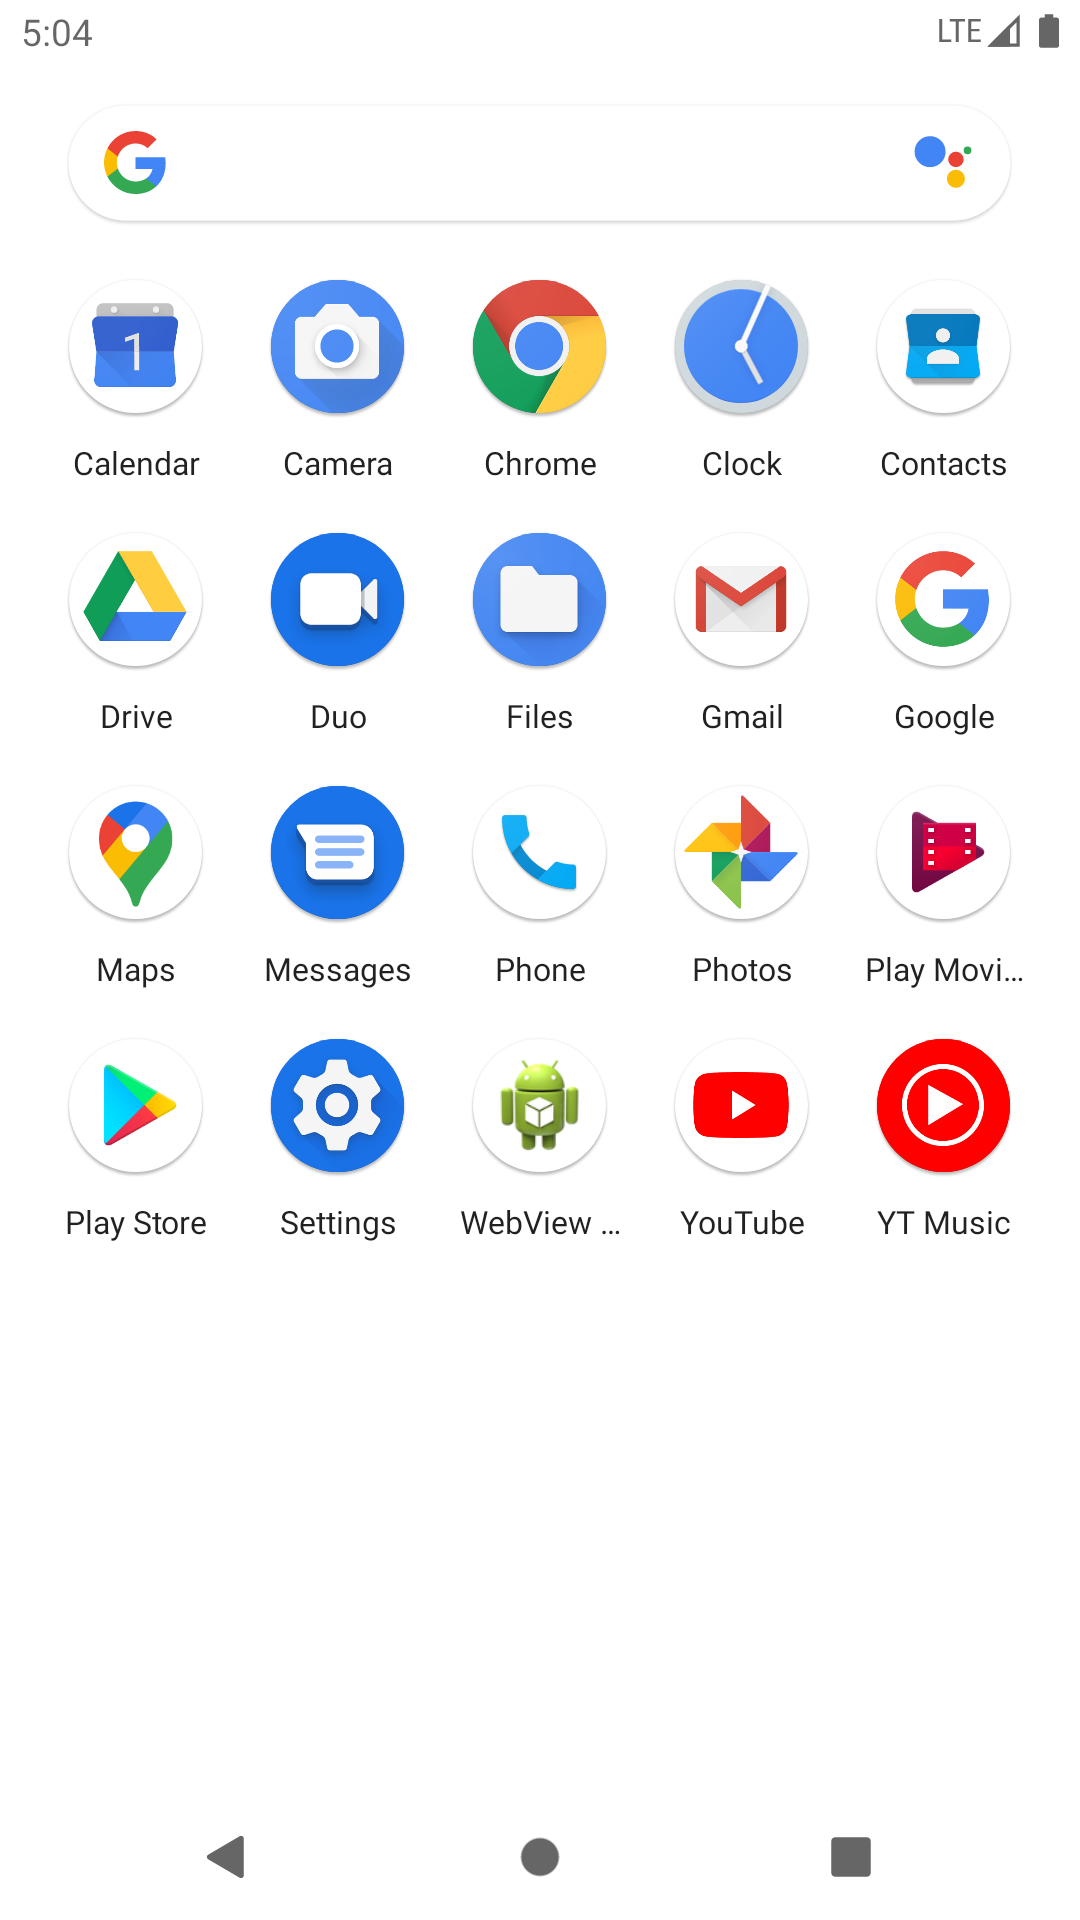 5:04 LTE
1
Calendar Camera Chrome Clock Contacts
Drive Duo Files Gmail Google
Maps Messages Phone Photos Play Movi...
Play Store Settings WebView ... YouTube YT Music